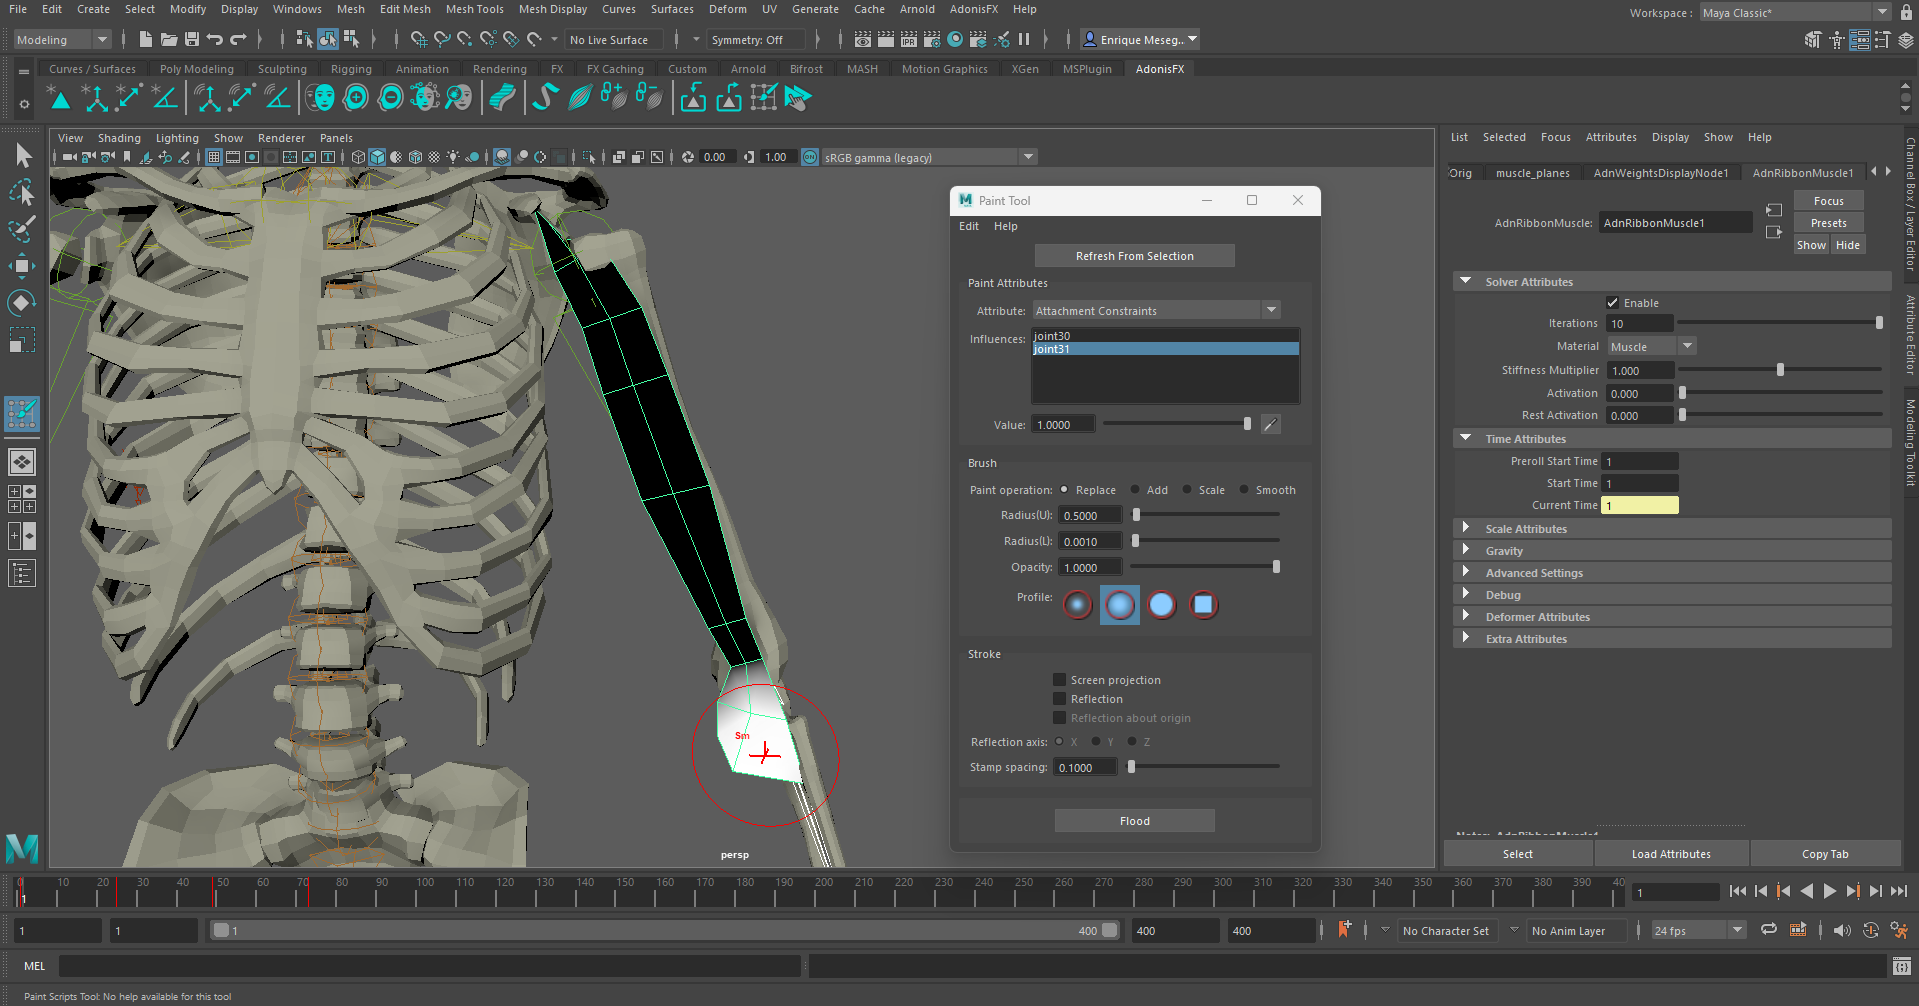 File Edit Create Select Modify Display Windows Mesh Edit Mesh Mesh Tools Mesh Display Curves Surfaces Deform UV Generate Cache Arnold AdonisFX Help
Workspace : Maya Classic*
Modeling No Live Surface Symmetry: Off IPR Enrique Meseg...
Curves / Surfaces Poly Modeling Sculpting Rigging Animation Rendering FX FX Caching Custom Arnold Bifrost MASH Motion Graphics XGen MSPlugin AdonisFX
View Shading Lighting Show Renderer Panels
0.00 1.00 ON sRGB gamma (legacy)
List Selected Focus Attributes Display Show Help
Orig muscle_planes AdnWeightsDisplayNode1 AdnRibbonMuscle1
AdnRibbonMuscle: AdnRibbonMuscle1
Focus
Presets
Show Hide
Solver Attributes
Enable
Iterations 10
Material Muscle
Stiffness Multiplier 1.000
Activation 0.000
Rest Activation 0.000
Time Attributes
Preroll Start Time 1
Start Time 1
Current Time 1
Scale Attributes
Gravity
Advanced Settings
Debug
Deformer Attributes
Extra Attributes
Notes: AdnRibbonMuscle1
Select Load Attributes Copy Tab
Channel Box / Layer Editor
Attribute Editor
Modeling Toolkit
Paint Tool
Edit Help
Refresh From Selection
Paint Attributes
Attribute: Attachment Constraints
Influences: joint30
joint31
Value: 1.0000
Brush
Paint operation: Replace Add Scale Smooth
Radius(U): 0.5000
Radius(L): 0.0010
Opacity: 1.0000
Profile:
Stroke
Screen projection
Reflection
Reflection about origin
Reflection axis: X Y Z
Stamp spacing: 0.1000
Flood
Sm
persp
0 10 20 30 40 50 60 70 80 90 100 110 120 130 140 150 160 170 180 190 200 210 220 230 240 250 260 270 280 290 300 310 320 330 340 350 360 370 380 390 40
1 1
1 1 1 400 400 400 No Character Set No Anim Layer 24 fps
MEL
Paint Scripts Tool: No help available for this tool